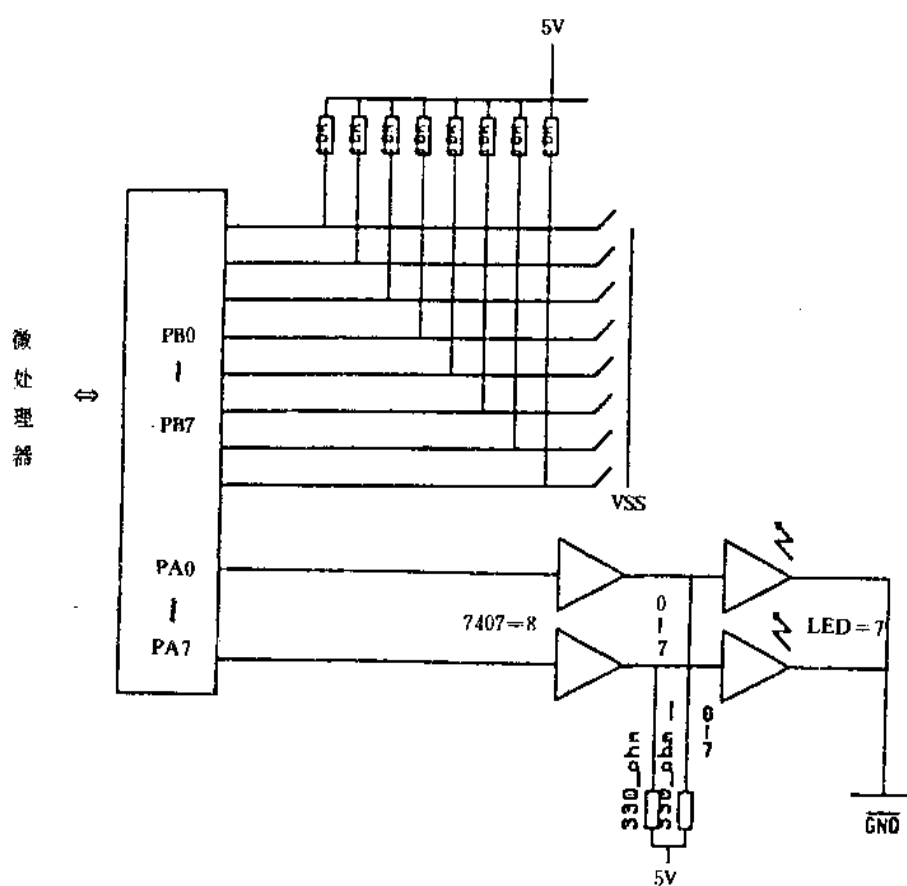 5V
微处理器
PB0
PB7
VSS
PA0
PA7
7407=8
0-7
LED=7
330_ohm
330_ohm
0-7
GND
5V